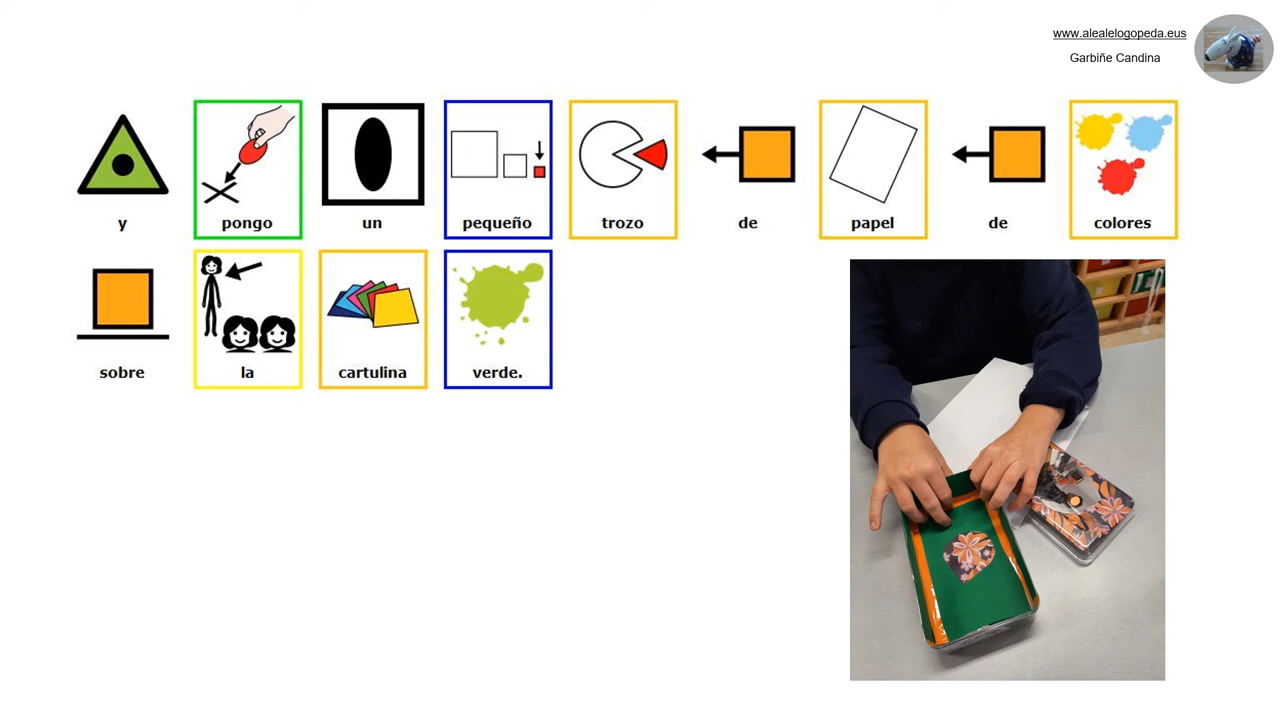 www.alealelogopeda.eus
Garbiñe Candina
y pongo un pequeño trozo de papel de colores
sobre la cartulina verde.